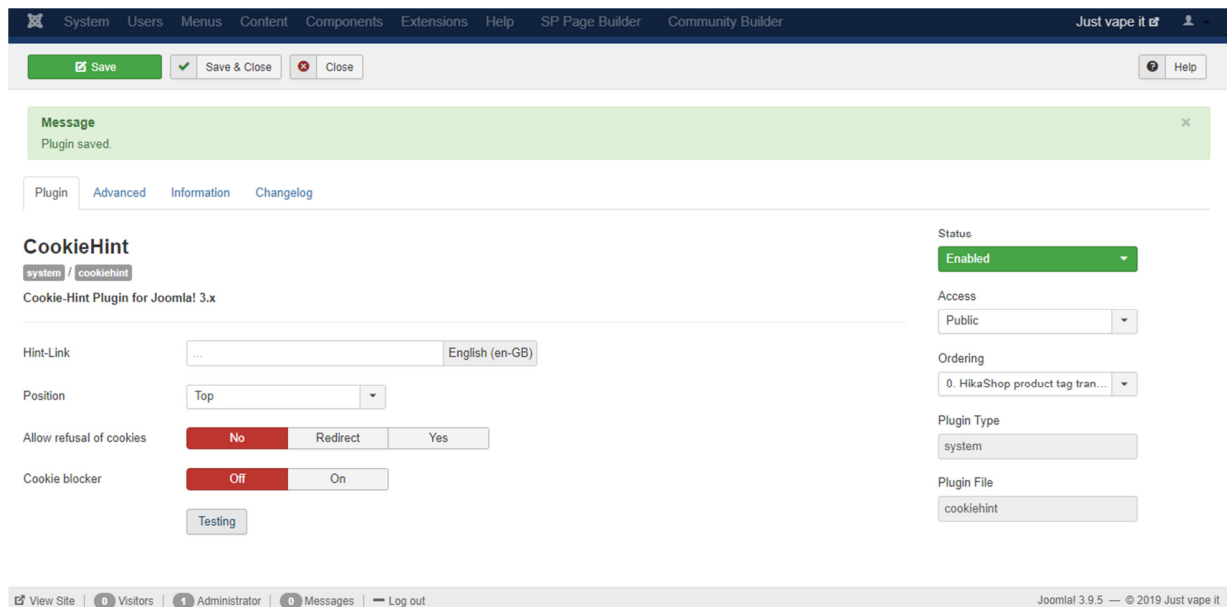 System Users Menus Content Components Extensions Help SP Page Builder Community Builder Just vape it
Save Save & Close Close Help
Message
Plugin saved.
Plugin Advanced Information Changelog
CookieHint
system / cookiehint
Cookie-Hint Plugin for Joomla! 3.x
Hint-Link ... English (en-GB)
Position Top
Allow refusal of cookies No Redirect Yes
Cookie blocker Off On
Testing
Status
Enabled
Access
Public
Ordering
0. HikaShop product tag tran...
Plugin Type
system
Plugin File
cookiehint
View Site 0 Visitors 1 Administrator 0 Messages Log out Joomla! 3.9.5 — © 2019 Just vape it